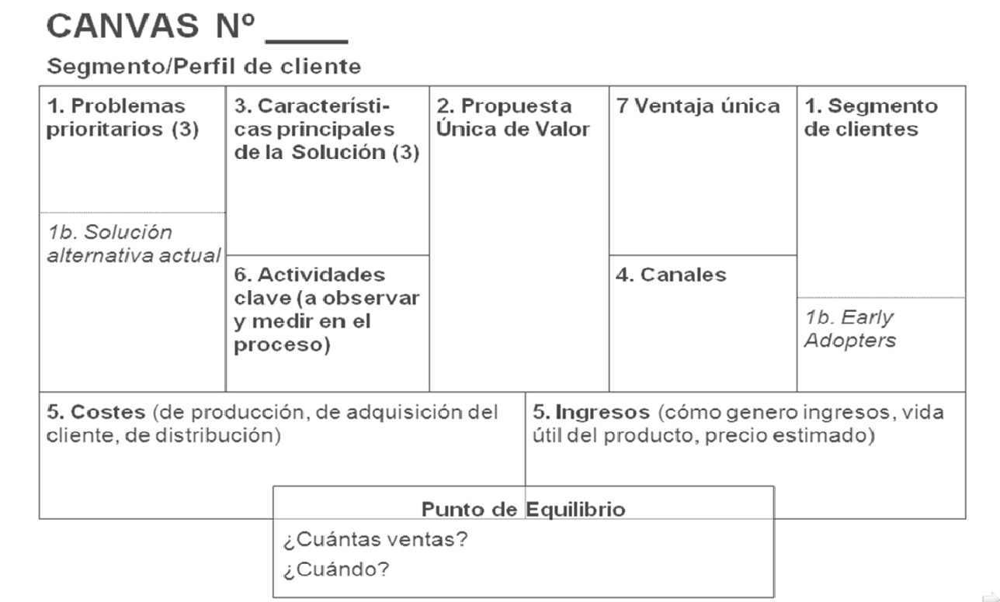 CANVAS Nº ____
Segmento/Perfil de cliente
1. Problemas
prioritarios (3)
1b. Solución
alternativa actual
3. Característi-
cas principales
de la Solución (3)
6. Actividades
clave (a observar
y medir en el
proceso)
2. Propuesta
Única de Valor
7 Ventaja única
4. Canales
1. Segmento
de clientes
1b. Early
Adopters
5. Costes (de producción, de adquisición del
cliente, de distribución)
5. Ingresos (cómo genero ingresos, vida
útil del producto, precio estimado)
Punto de Equilibrio
¿Cuántas ventas?
¿Cuándo?